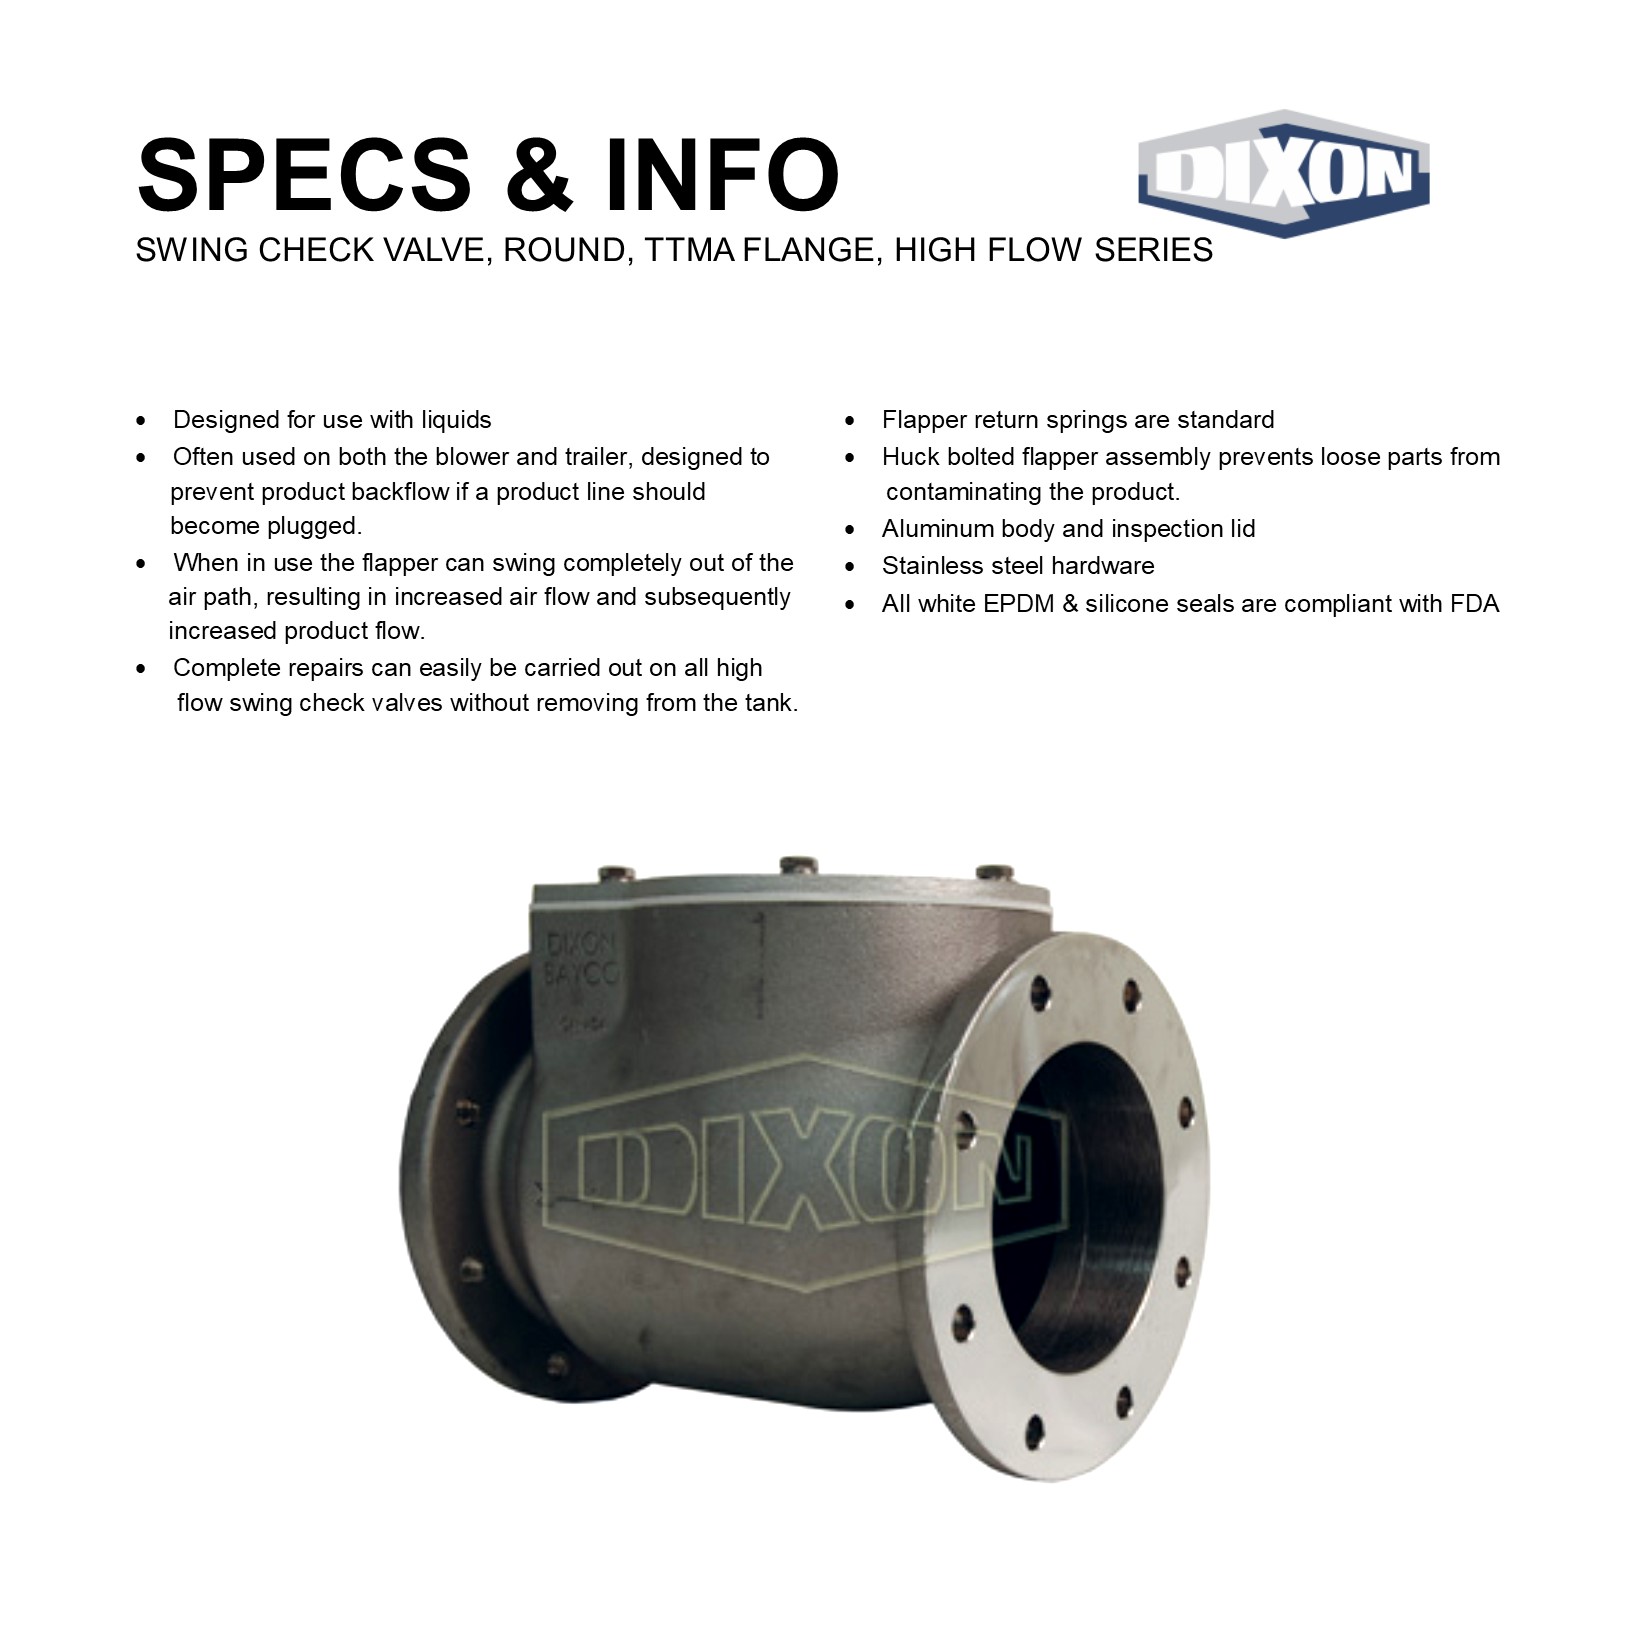 SPECS & INFO
DIXON
SWING CHECK VALVE, ROUND, TTMA FLANGE, HIGH FLOW SERIES
• Designed for use with liquids
• Often used on both the blower and trailer, designed to
prevent product backflow if a product line should
become plugged.
• When in use the flapper can swing completely out of the
air path, resulting in increased air flow and subsequently
increased product flow.
• Complete repairs can easily be carried out on all high
flow swing check valves without removing from the tank.
• Flapper return springs are standard
• Huck bolted flapper assembly prevents loose parts from
contaminating the product.
• Aluminum body and inspection lid
• Stainless steel hardware
• All white EPDM & silicone seals are compliant with FDA
DIXON
BAYCO
DIXON